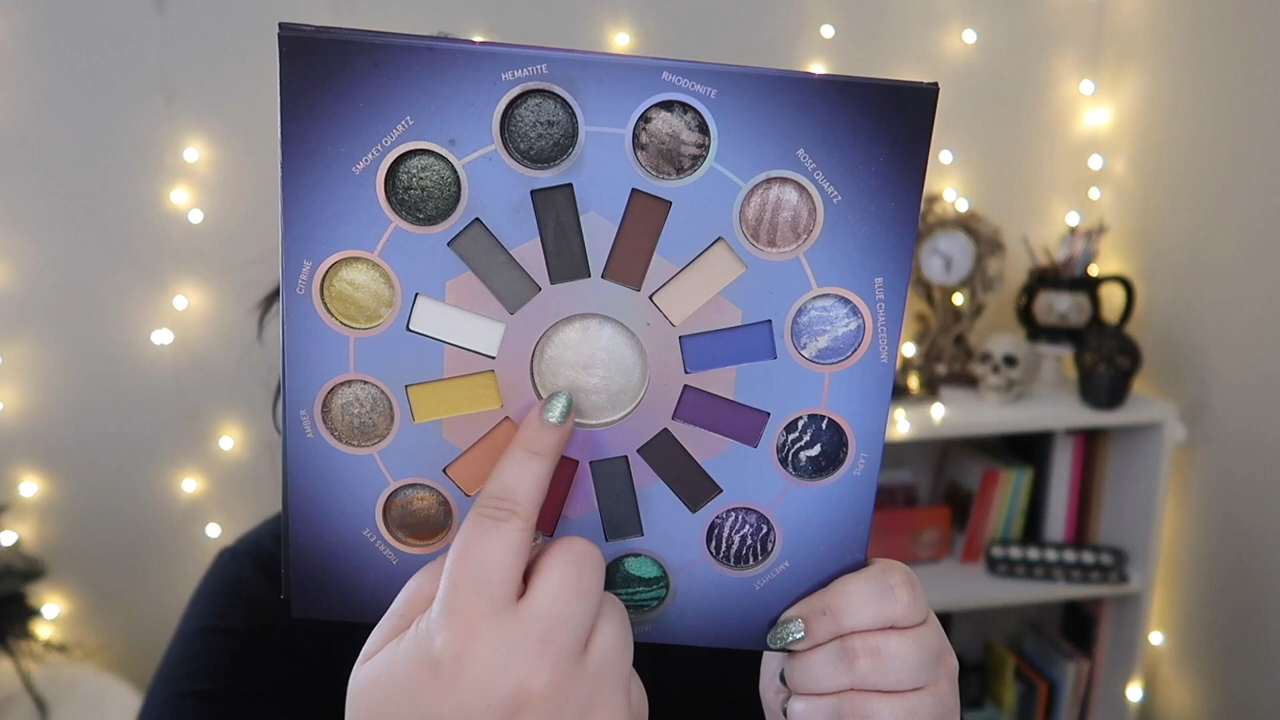 HEMATITE
RHODONITE
ROSE QUARTZ
BLUE CHALCEDONY
LAPIS
AMETHYST
TIGERS EYE
AMBER
CITRINE
SMOKEY QUARTZ